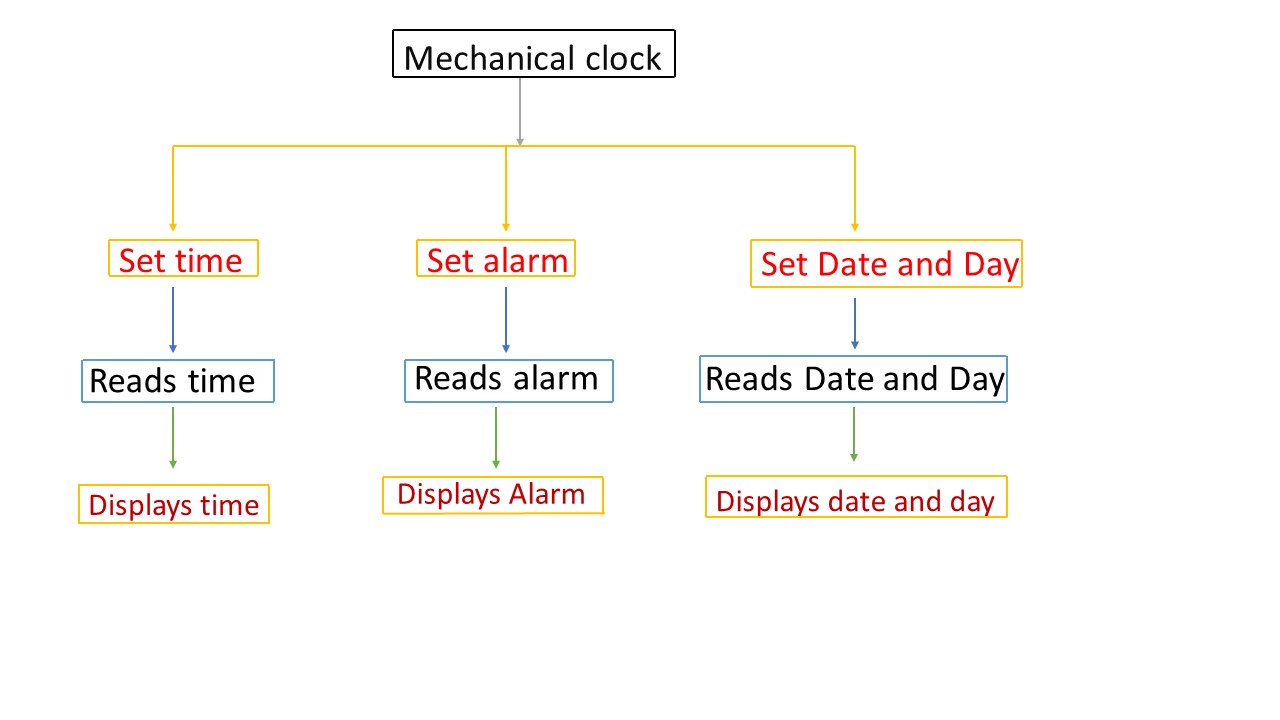 Mechanical clock
Set time
Set alarm
Set Date and Day
Reads time
Reads alarm
Reads Date and Day
Displays time
Displays Alarm
Displays date and day